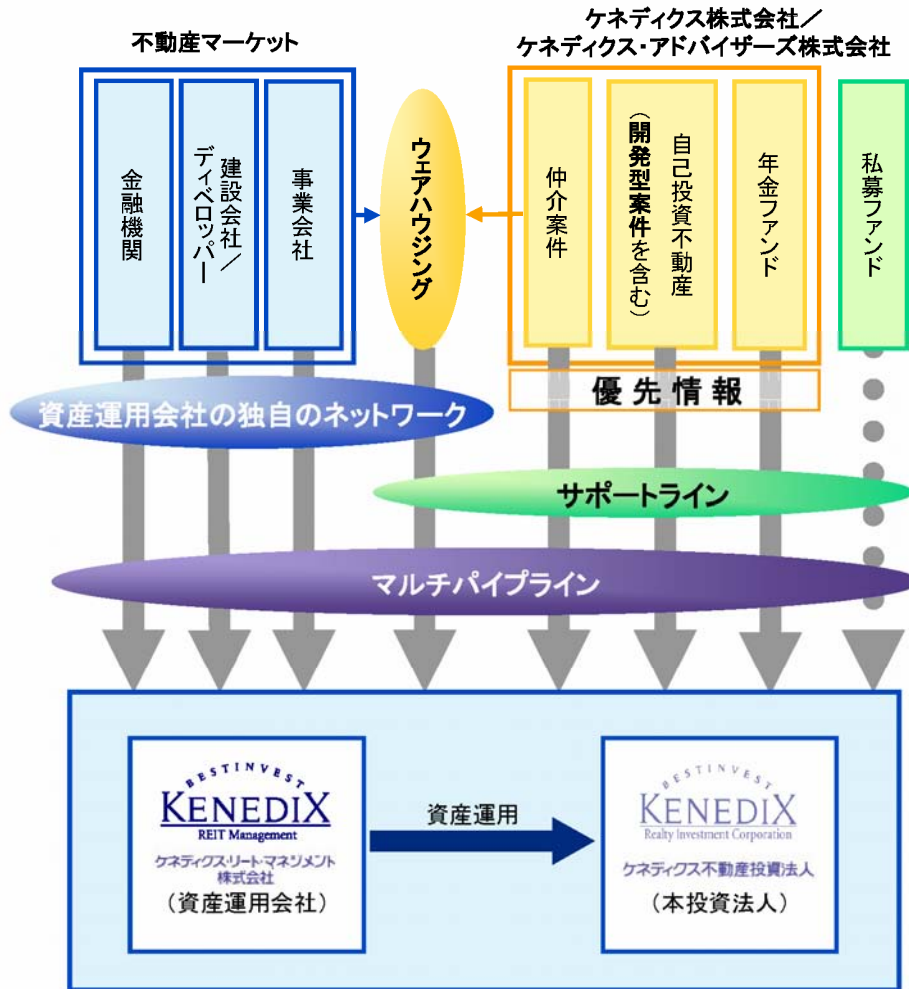 不動産マーケット
ケネディクス株式会社／
ケネディクス・アドバイザーズ株式会社
金融機関
建設会社／
ディベロッパー
事業会社
ウェアハウジング
仲介案件
自己投資不動産
（開発型案件を含む）
年金ファンド
私募ファンド
優先情報
資産運用会社の独自のネットワーク
サポートライン
マルチパイプライン
BESTINVEST
KENEDIX
REIT Management
ケネディクス・リート・マネジメント
株式会社
（資産運用会社）
資産運用
BESTINVEST
KENEDIX
Realty Investment Corporation
ケネディクス不動産投資法人
（本投資法人）